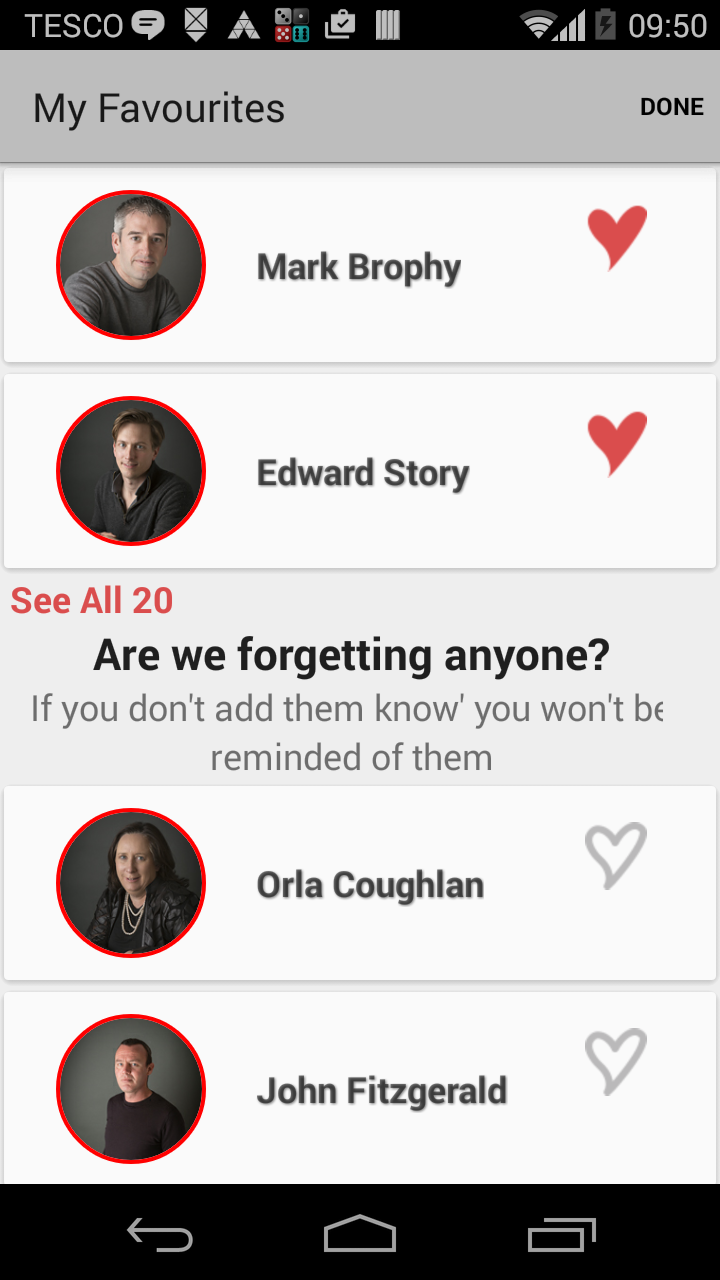 TESCO 09:50
My Favourites DONE
Mark Brophy
Edward Story
See All 20
Are we forgetting anyone?
If you don't add them know' you won't be
reminded of them
Orla Coughlan
John Fitzgerald